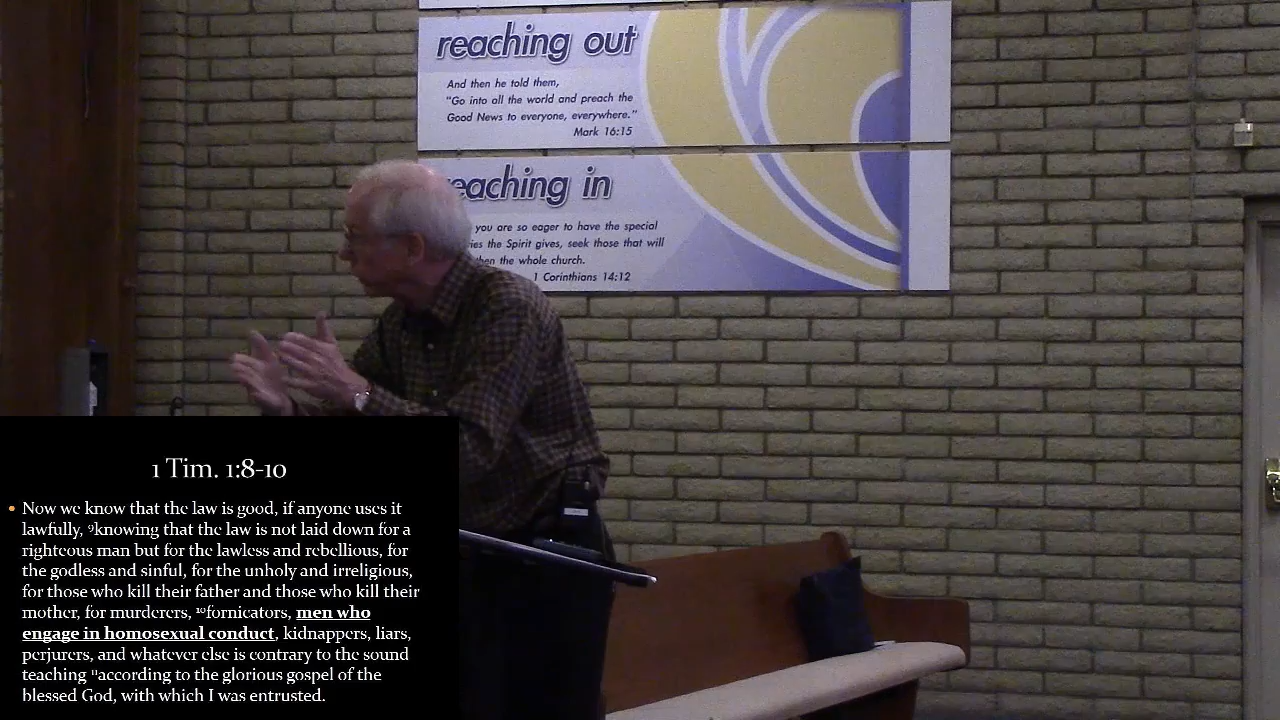 reaching out
And then he told them,
"Go into all the world and preach the
Good News to everyone, everywhere."
Mark 16:15
eaching in
you are so eager to have the special
ies the Spirit gives, seek those that will
then the whole church.
1 Corinthians 14:12
1 Tim. 1:8-10
• Now we know that the law is good, if anyone uses it
lawfully, ⁹knowing that the law is not laid down for a
righteous man but for the lawless and rebellious, for
the godless and sinful, for the unholy and irreligious,
for those who kill their father and those who kill their
mother, for murderers, ¹⁰fornicators, men who
engage in homosexual conduct, kidnappers, liars,
perjurers, and whatever else is contrary to the sound
teaching ¹¹according to the glorious gospel of the
blessed God, with which I was entrusted.